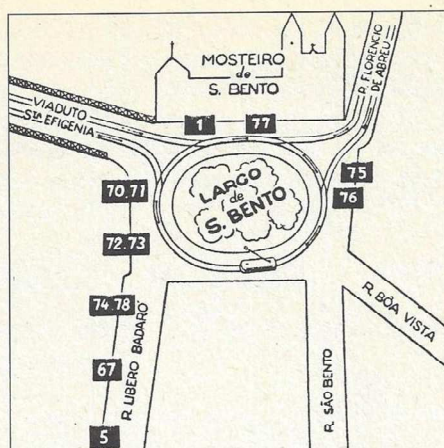 MOSTEIRO
de
S. BENTO
VIADUTO
STA EFIGENIA
R. FLORENCIO
DE ABREU
1
77
75
76
70.71
LARGO
de
S. BENTO
72.73
74.78
R. LIBERO BADARÓ
R. BÔA VISTA
67
R. SÃO BENTO
5